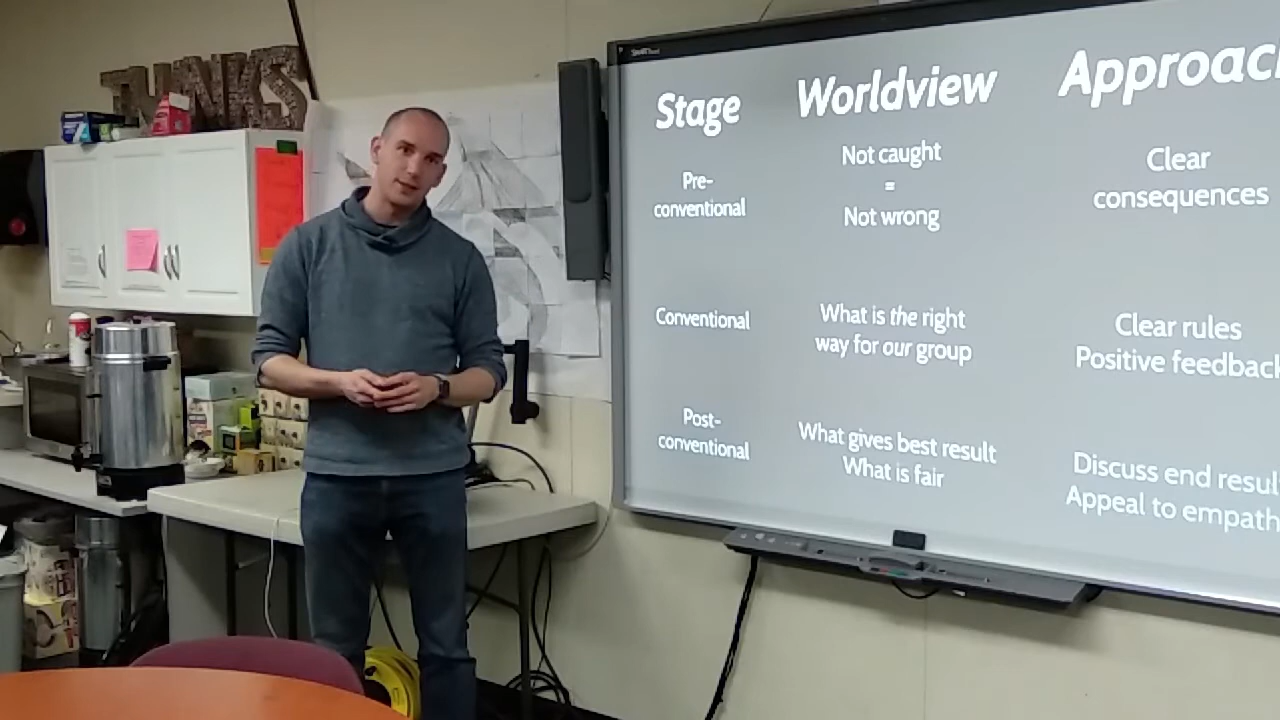 THINKS
Stage
Worldview
Approach
Pre-
conventional
Not caught
=
Not wrong
Clear
consequences
Conventional
What is the right
way for our group
Clear rules
Positive feedback
Post-
conventional
What gives best result
What is fair
Discuss end resul
Appeal to empath